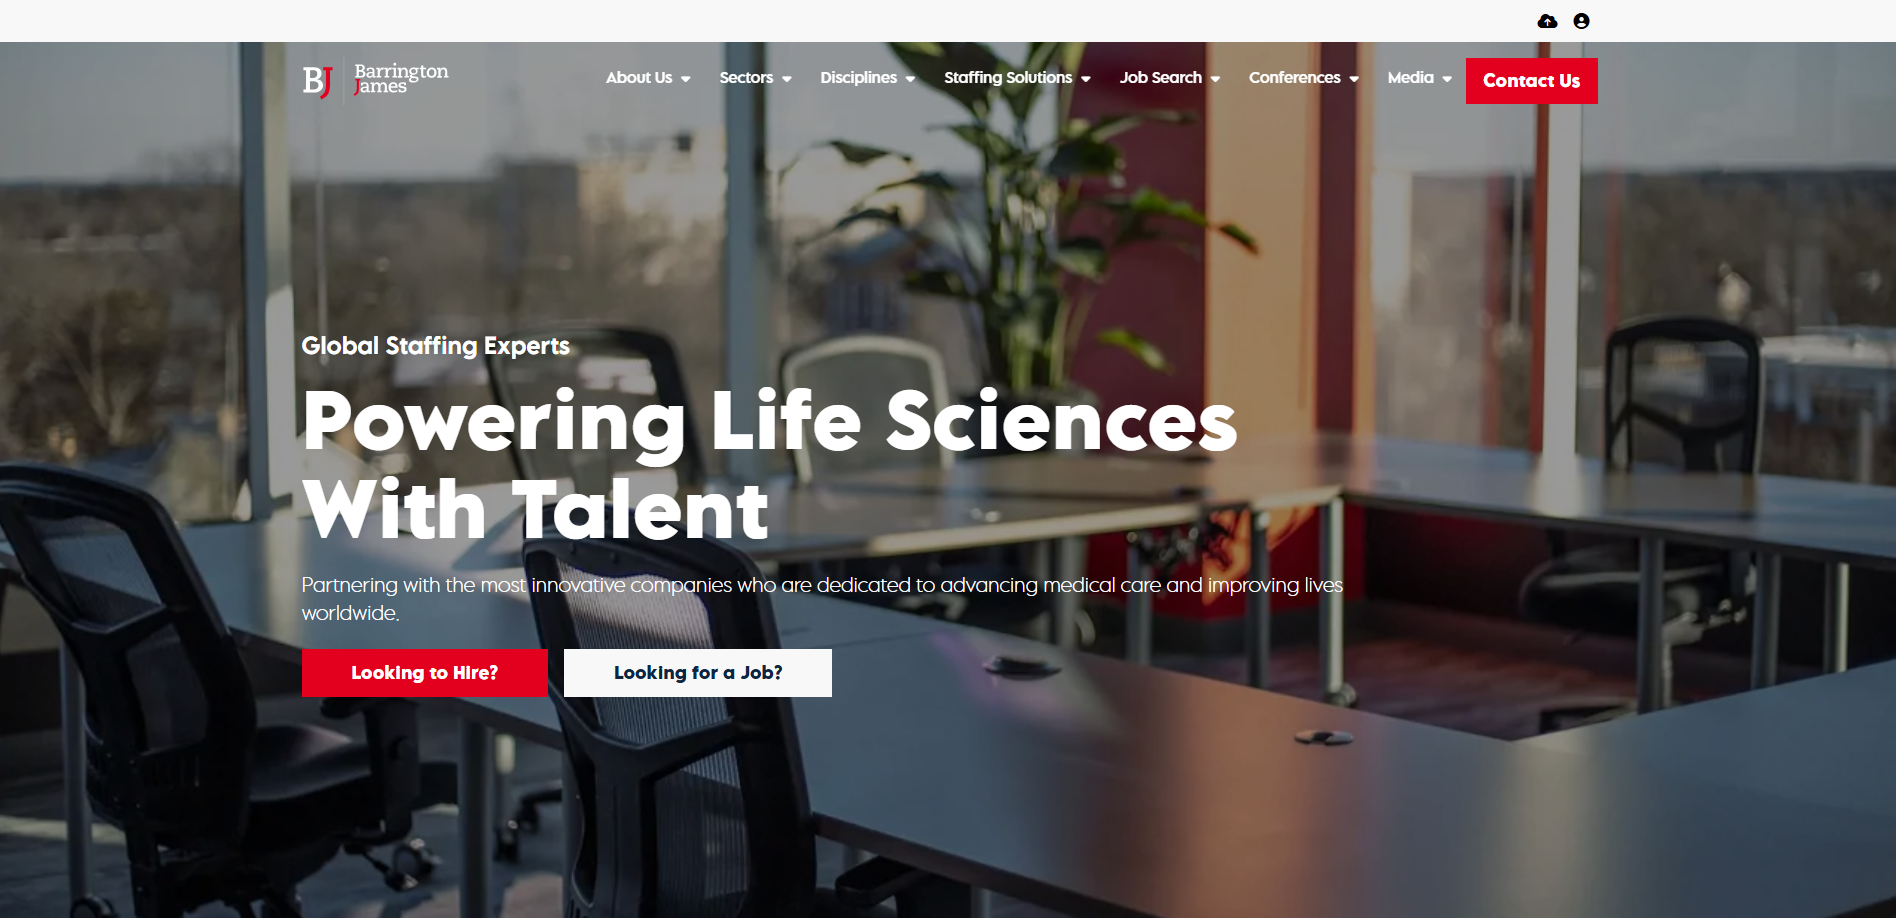 BJ
Barrington
James
About Us
Sectors
Disciplines
Staffing Solutions
Job Search
Conferences
Media
Contact Us
Global Staffing Experts
Powering Life Sciences
With Talent
Partnering with the most innovative companies who are dedicated to advancing medical care and improving lives
worldwide.
Looking to Hire?
Looking for a Job?